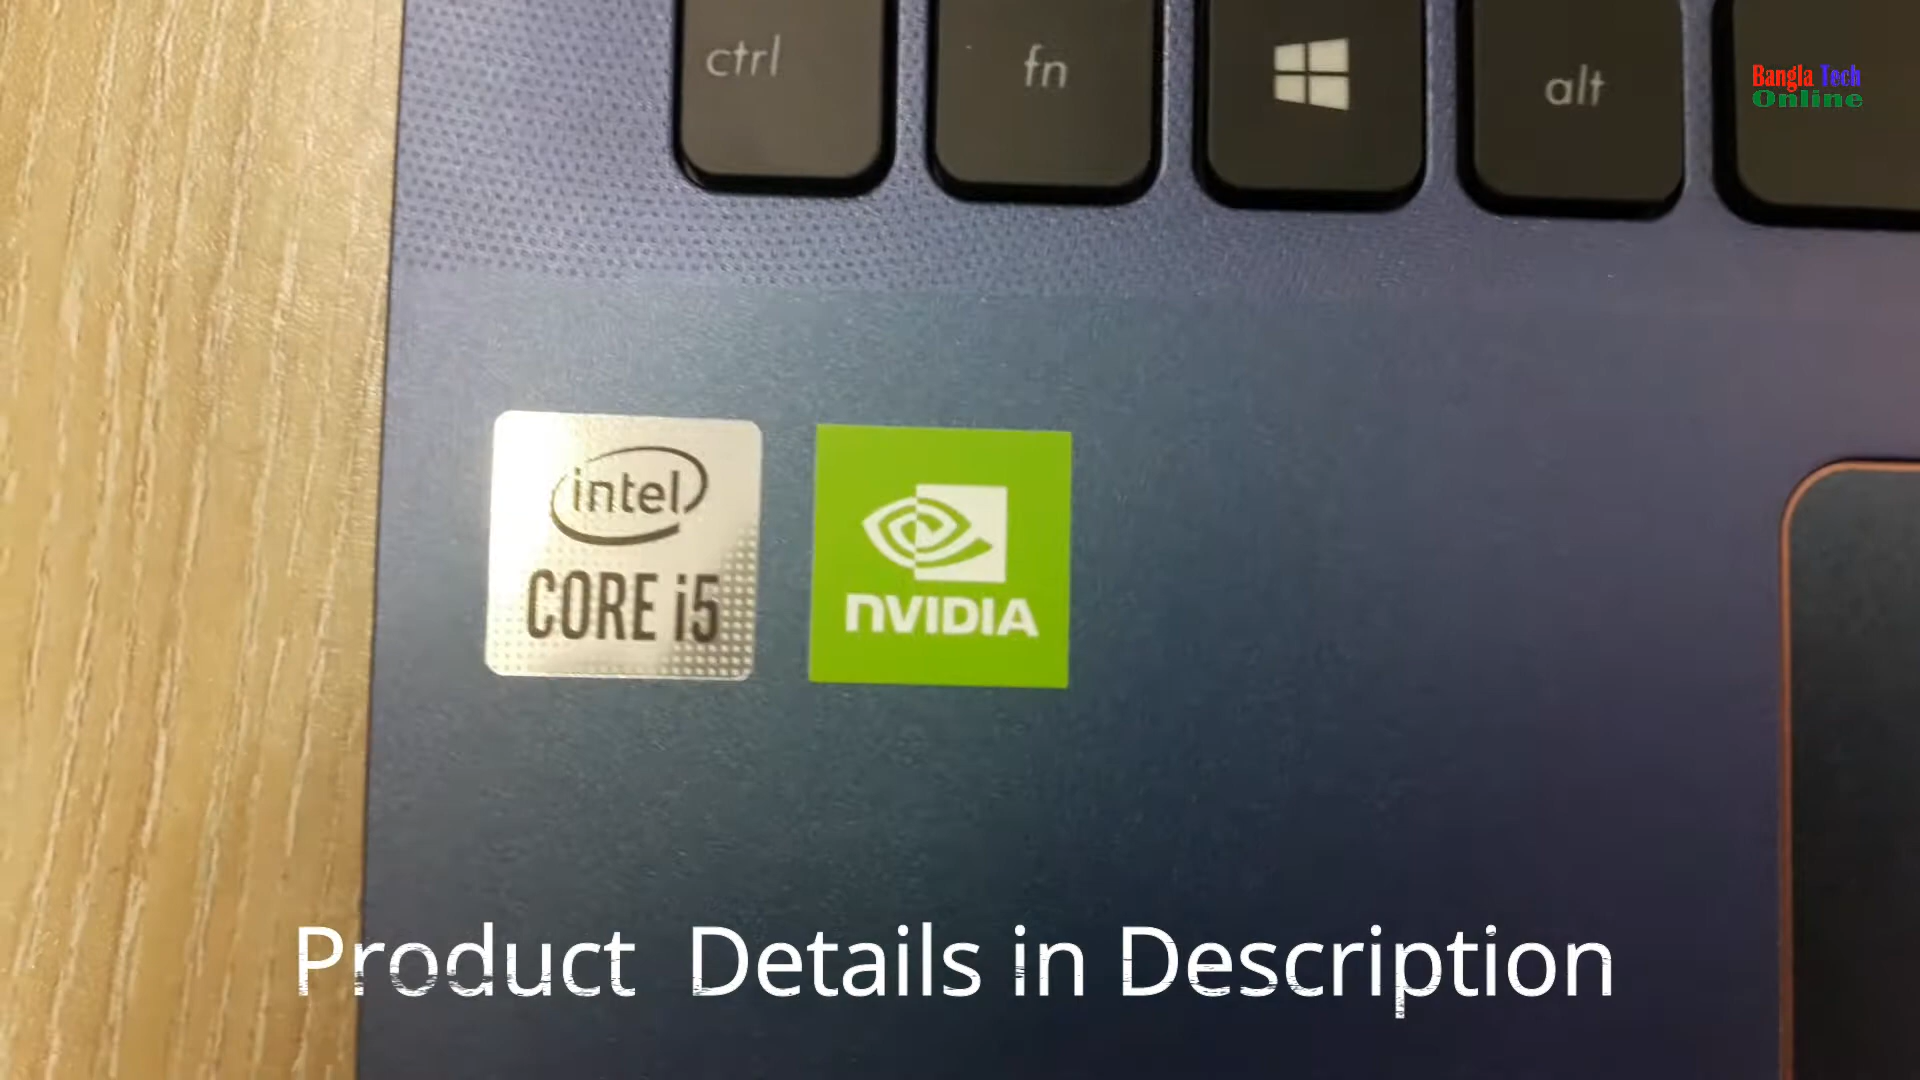 ctrl
fn
alt
Bangla Tech
Online
intel
CORE i5
NVIDIA
Product Details in Description